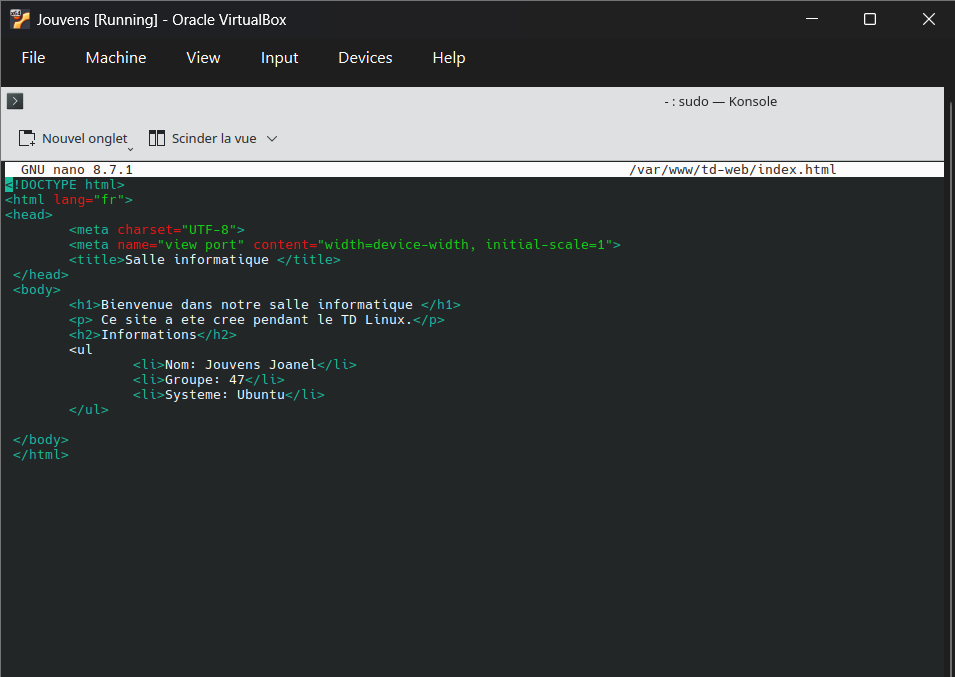 Jouvens [Running] - Oracle VirtualBox
File Machine View Input Devices Help
- : sudo — Konsole
Nouvel onglet Scinder la vue
GNU nano 8.7.1 /var/www/td-web/index.html
<!DOCTYPE html>
<html lang="fr">
<head>
<meta charset="UTF-8">
<meta name="view port" content="width=device-width, initial-scale=1">
<title>Salle informatique </title>
</head>
<body>
<h1>Bienvenue dans notre salle informatique </h1>
<p> Ce site a ete cree pendant le TD Linux.</p>
<h2>Informations</h2>
<ul
<li>Nom: Jouvens Joanel</li>
<li>Groupe: 47</li>
<li>Systeme: Ubuntu</li>
</ul>
</body>
</html>